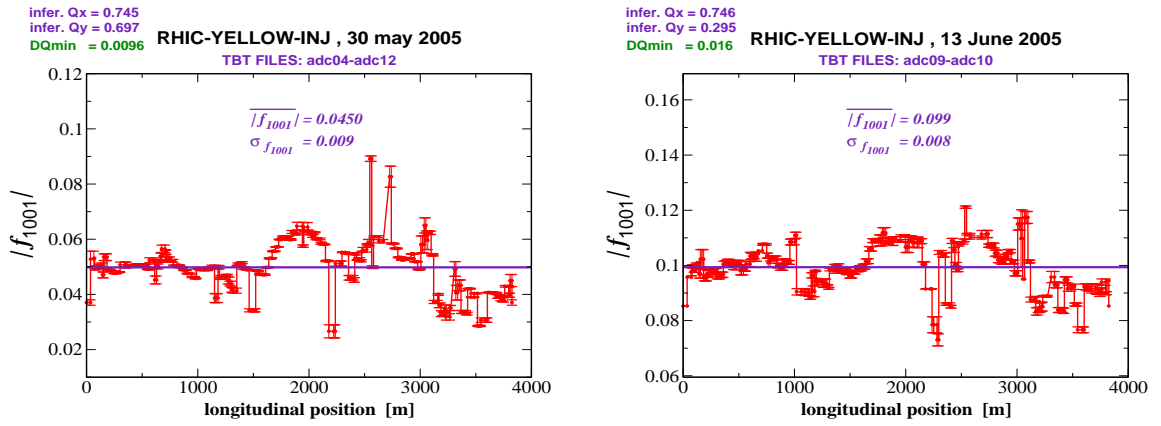 infer. Qx = 0.745
infer. Qy = 0.697
DQmin = 0.0096
RHIC-YELLOW-INJ , 30 may 2005
TBT FILES: adc04-adc12
0.12
0.1
0.08
0.06
0.04
0.02
|f1001|
|f1001| = 0.0450
σ f1001 = 0.009
0 1000 2000 3000 4000
longitudinal position [m]
infer. Qx = 0.746
infer. Qy = 0.295
DQmin = 0.016
RHIC-YELLOW-INJ , 13 June 2005
TBT FILES: adc09-adc10
0.16
0.14
0.12
0.1
0.08
0.06
|f1001|
|f1001| = 0.099
σ f1001 = 0.008
0 1000 2000 3000 4000
longitudinal position [m]